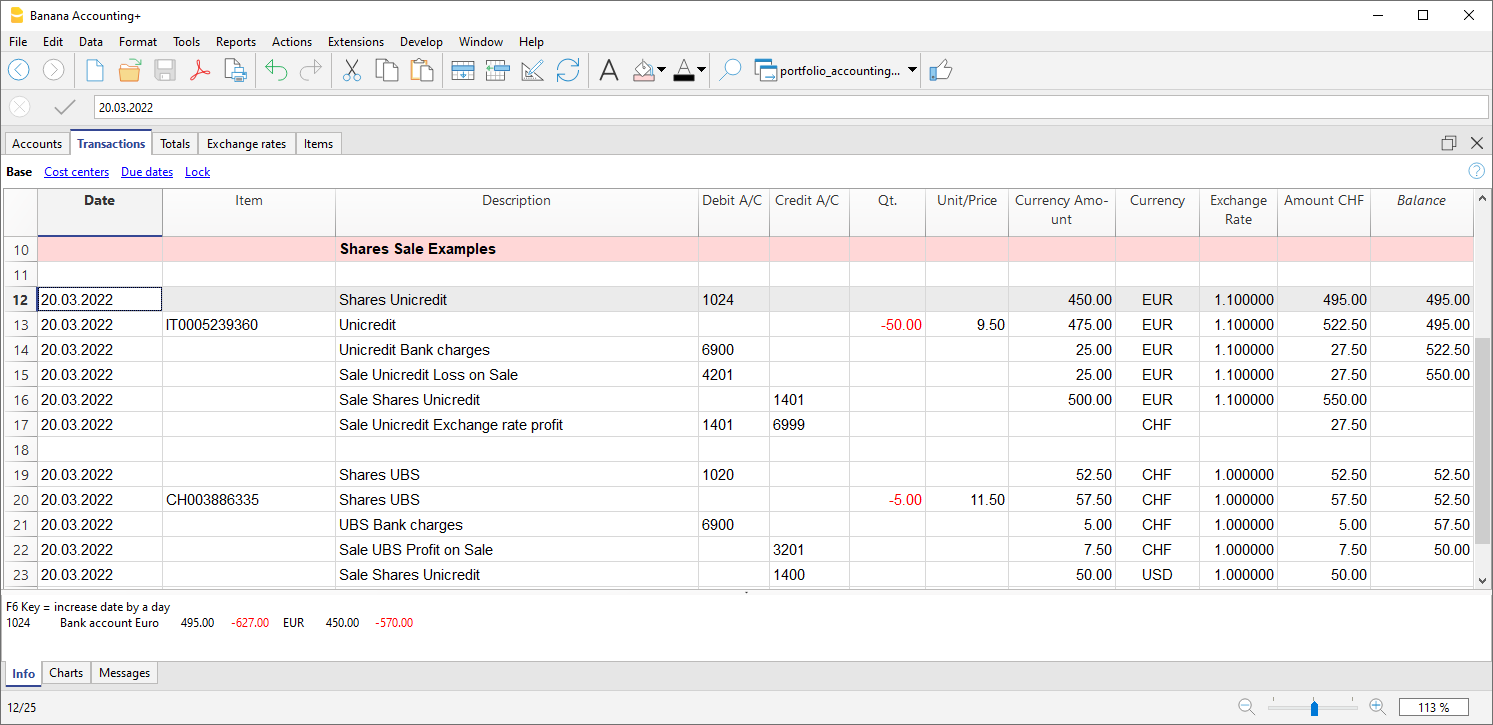 Banana Accounting+
File Edit Data Format Tools Reports Actions Extensions Develop Window Help
portfolio_accounting...
20.03.2022
Accounts Transactions Totals Exchange rates Items
Base Cost centers Due dates Lock
Date Item Description Debit A/C Credit A/C Qt. Unit/Price Currency Amo- Currency Exchange Amount CHF Balance
unt Rate
10 Shares Sale Examples
11
12 20.03.2022 Shares Unicredit 1024 450.00 EUR 1.100000 495.00 495.00
13 20.03.2022 IT0005239360 Unicredit -50.00 9.50 475.00 EUR 1.100000 522.50 495.00
14 20.03.2022 Unicredit Bank charges 6900 25.00 EUR 1.100000 27.50 522.50
15 20.03.2022 Sale Unicredit Loss on Sale 4201 25.00 EUR 1.100000 27.50 550.00
16 20.03.2022 Sale Shares Unicredit 1401 500.00 EUR 1.100000 550.00
17 20.03.2022 Sale Unicredit Exchange rate profit 1401 6999 CHF 27.50
18
19 20.03.2022 Shares UBS 1020 52.50 CHF 1.000000 52.50 52.50
20 20.03.2022 CH003886335 Shares UBS -5.00 11.50 57.50 CHF 1.000000 57.50 52.50
21 20.03.2022 UBS Bank charges 6900 5.00 CHF 1.000000 5.00 57.50
22 20.03.2022 Sale UBS Profit on Sale 3201 7.50 CHF 1.000000 7.50 50.00
23 20.03.2022 Sale Shares Unicredit 1400 50.00 USD 1.000000 50.00
F6 Key = increase date by a day
1024 Bank account Euro 495.00 -627.00 EUR 450.00 -570.00
Info Charts Messages
12/25 113 %